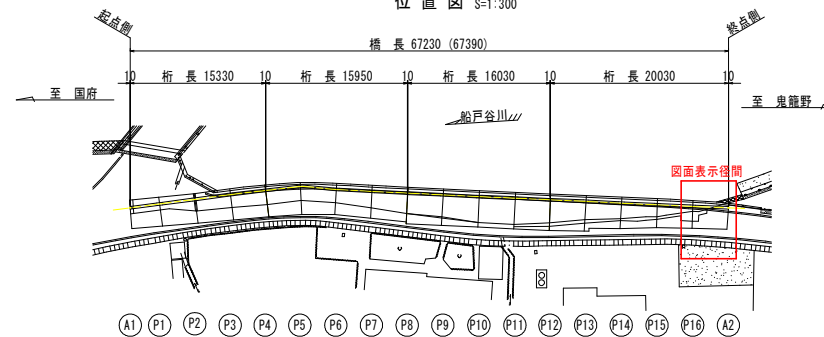 位置図 S=1:300
起点側
終点側
橋長 67230 (67390)
10 桁長 15330 10 桁長 15950 10 桁長 16030 10 桁長 20030 10
至 国府
船戸谷川
至 鬼籠野
図面表示径間
A1 P1 P2 P3 P4 P5 P6 P7 P8 P9 P10 P11 P12 P13 P14 P15 P16 A2